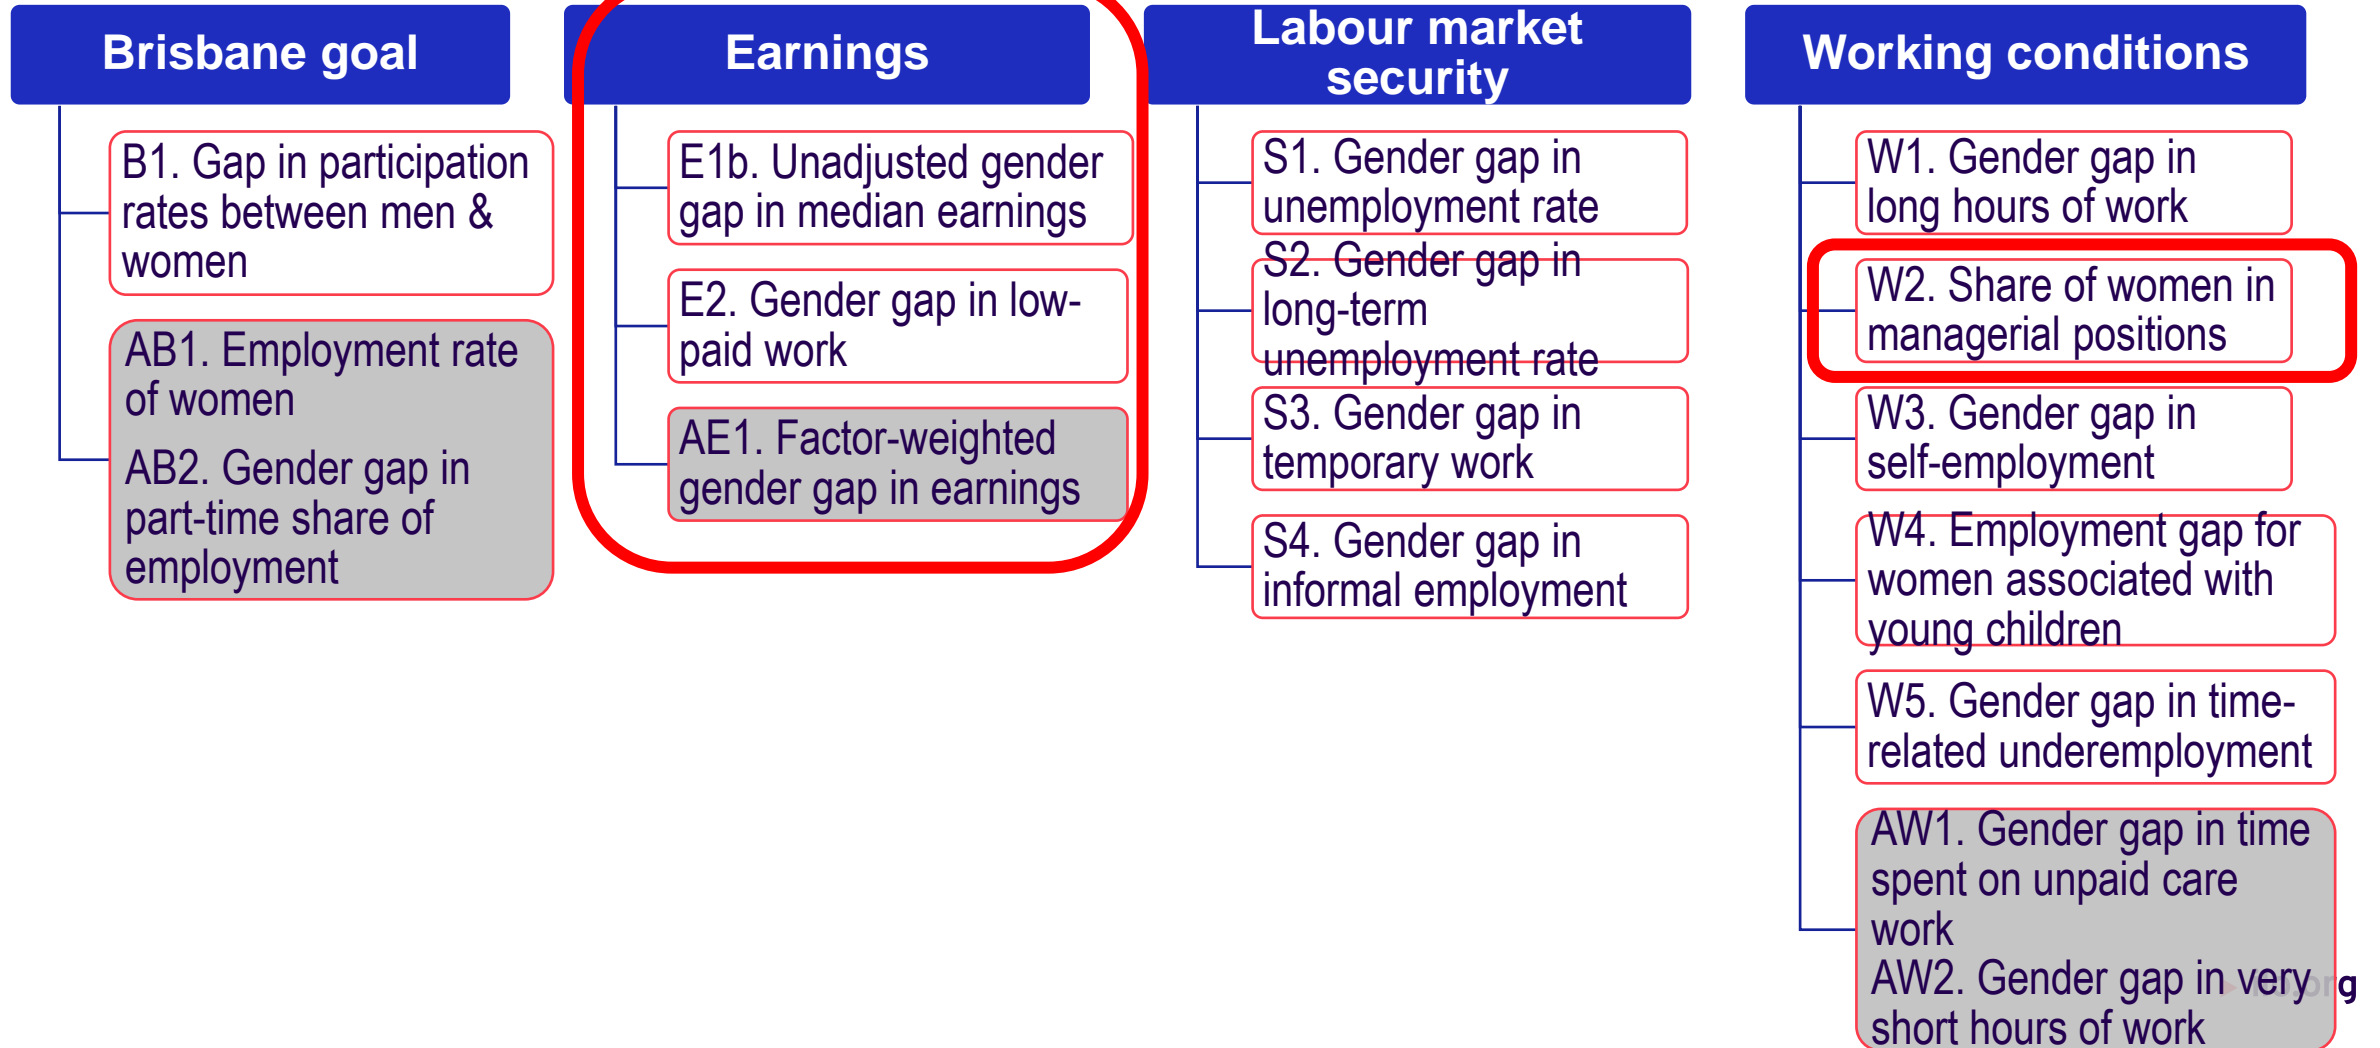 Brisbane goal
B1. Gap in participation
rates between men &
women
AB1. Employment rate
of women
AB2. Gender gap in
part-time share of
employment
Earnings
E1b. Unadjusted gender
gap in median earnings
E2. Gender gap in low-
paid work
AE1. Factor-weighted
gender gap in earnings
Labour market
security
S1. Gender gap in
unemployment rate
S2. Gender gap in
long-term
unemployment rate
S3. Gender gap in
temporary work
S4. Gender gap in
informal employment
Working conditions
W1. Gender gap in
long hours of work
W2. Share of women in
managerial positions
W3. Gender gap in
self-employment
W4. Employment gap for
women associated with
young children
W5. Gender gap in time-
related underemployment
AW1. Gender gap in time
spent on unpaid care
work
AW2. Gender gap in very
short hours of work